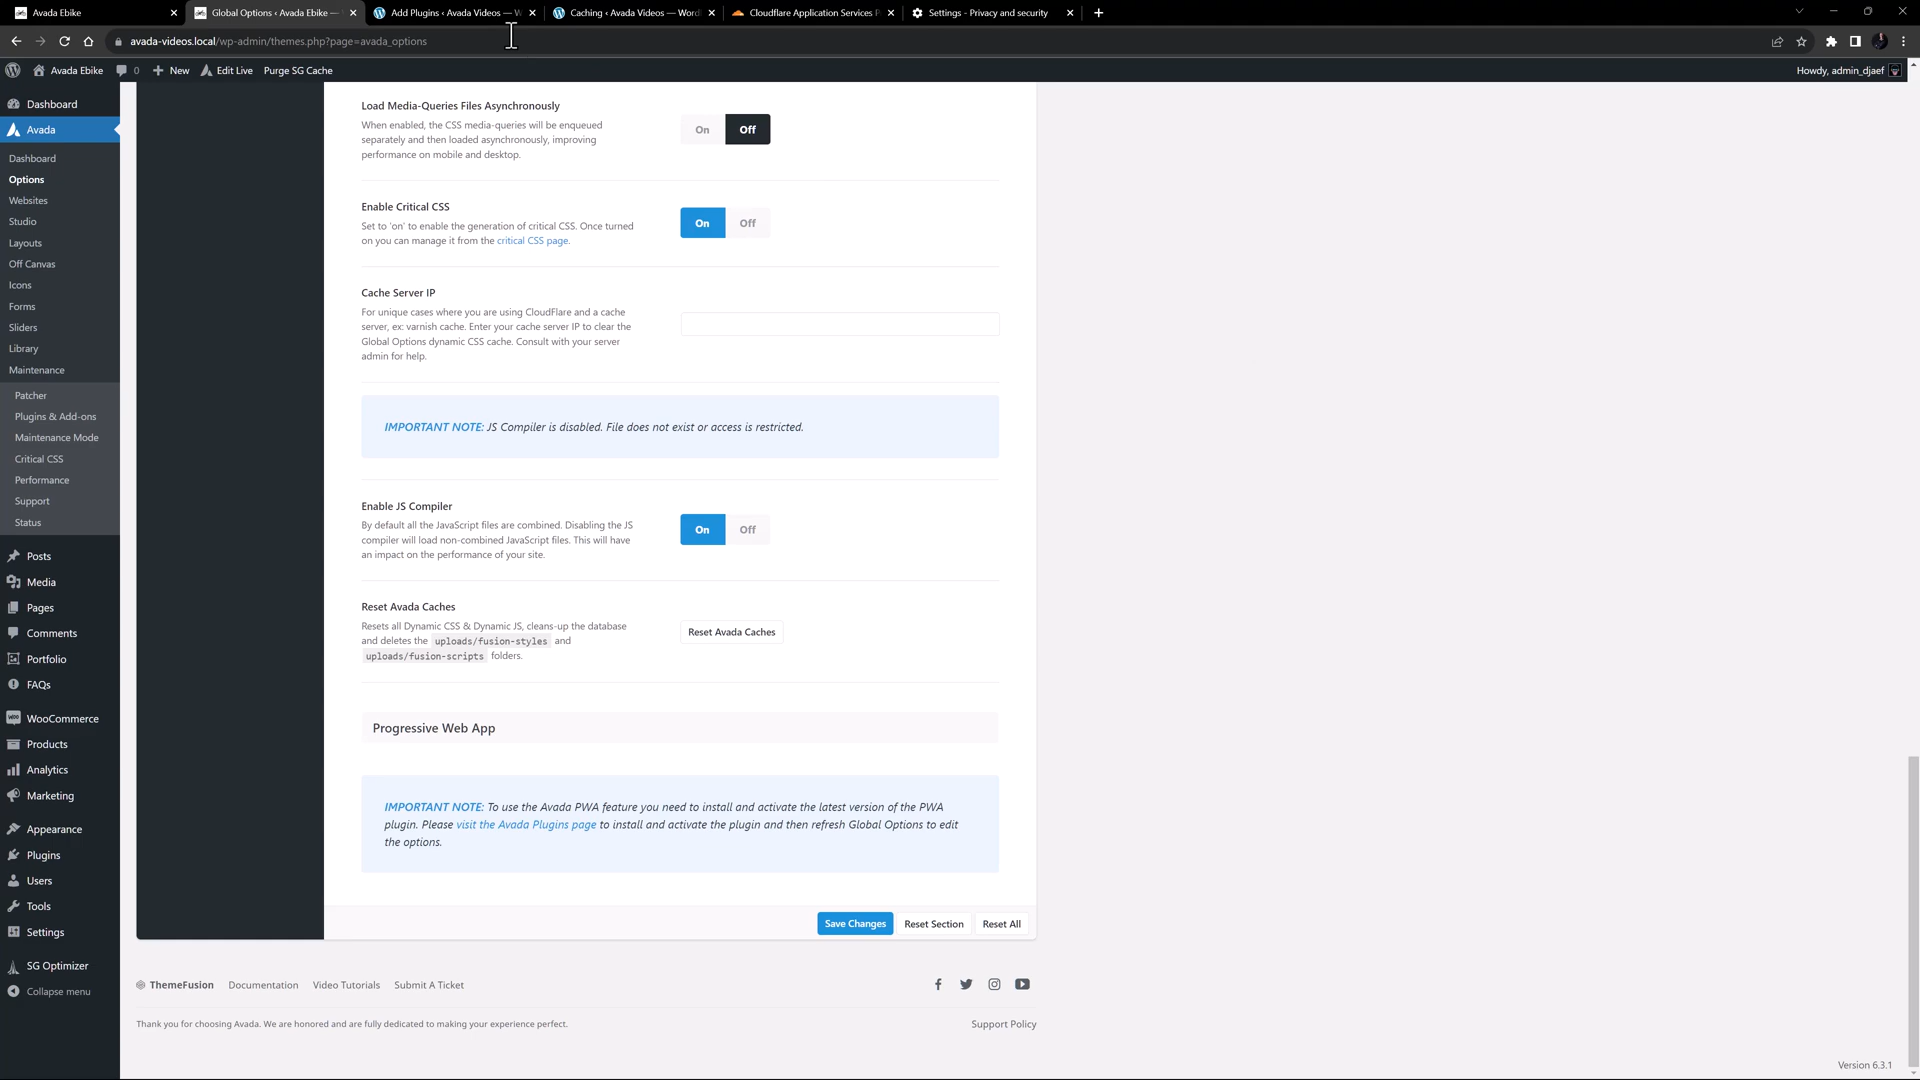 Avada Ebike
Global Options ‹ Avada Ebike —
Add Plugins ‹ Avada Videos — W
Caching ‹ Avada Videos — Word
Cloudflare Application Services P
Settings - Privacy and security
avada-videos.local/wp-admin/themes.php?page=avada_options
Avada Ebike
0
New
Edit Live
Purge SG Cache
Howdy, admin_djaef
Dashboard
Avada
Dashboard
Options
Websites
Studio
Layouts
Off Canvas
Icons
Forms
Sliders
Library
Maintenance
Patcher
Plugins & Add-ons
Maintenance Mode
Critical CSS
Performance
Support
Status
Posts
Media
Pages
Comments
Portfolio
FAQs
WooCommerce
Products
Analytics
Marketing
Appearance
Plugins
Users
Tools
Settings
SG Optimizer
Collapse menu
Load Media-Queries Files Asynchronously
When enabled, the CSS media-queries will be enqueued
separately and then loaded asynchronously, improving
performance on mobile and desktop.
On Off
Enable Critical CSS
Set to 'on' to enable the generation of critical CSS. Once turned
on you can manage it from the critical CSS page.
On Off
Cache Server IP
For unique cases where you are using CloudFlare and a cache
server, ex: varnish cache. Enter your cache server IP to clear the
Global Options dynamic CSS cache. Consult with your server
admin for help.
IMPORTANT NOTE: JS Compiler is disabled. File does not exist or access is restricted.
Enable JS Compiler
By default all the JavaScript files are combined. Disabling the JS
compiler will load non-combined JavaScript files. This will have
an impact on the performance of your site.
On Off
Reset Avada Caches
Resets all Dynamic CSS & Dynamic JS, cleans-up the database
and deletes the uploads/fusion-styles and
uploads/fusion-scripts folders.
Reset Avada Caches
Progressive Web App
IMPORTANT NOTE: To use the Avada PWA feature you need to install and activate the latest version of the PWA
plugin. Please visit the Avada Plugins page to install and activate the plugin and then refresh Global Options to edit
the options.
Save Changes
Reset Section
Reset All
ThemeFusion
Documentation
Video Tutorials
Submit A Ticket
Thank you for choosing Avada. We are honored and are fully dedicated to making your experience perfect.
Support Policy
Version 6.3.1